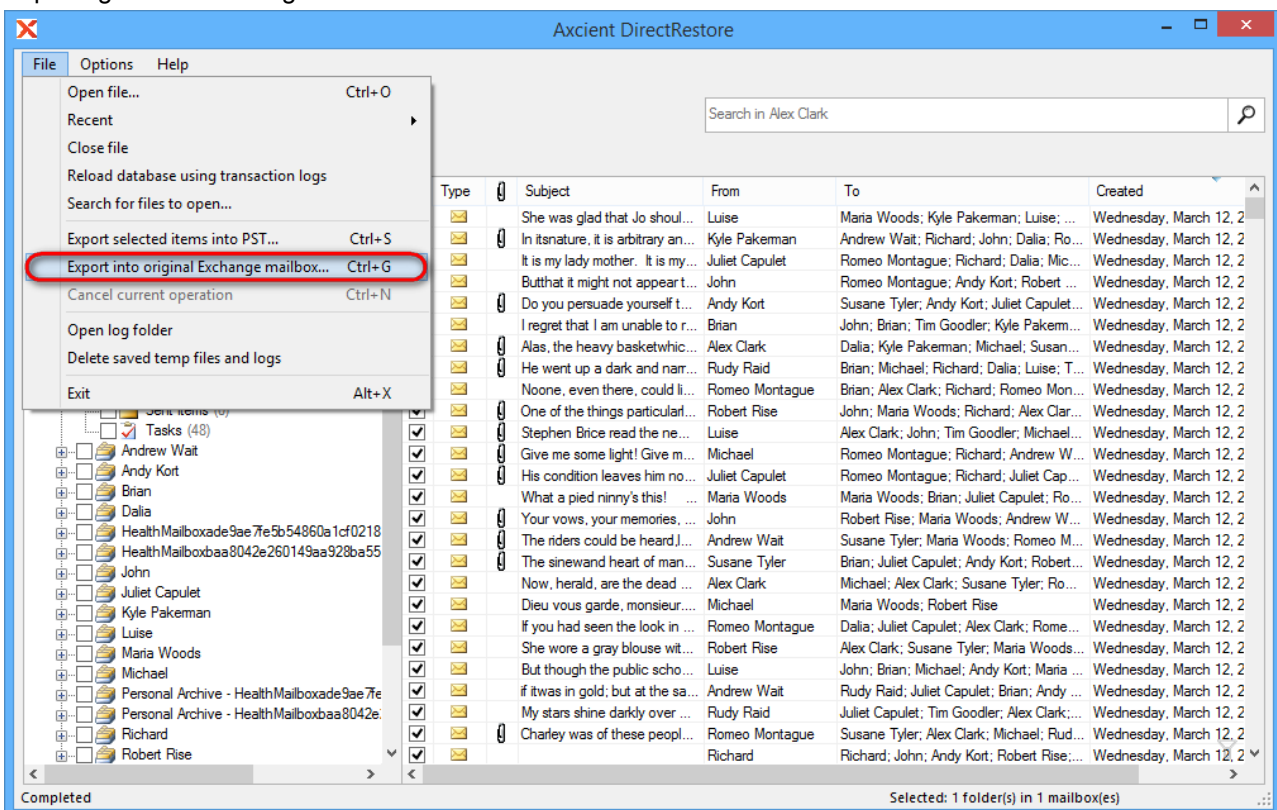 Axcient DirectRestore
File Options Help
Open file... Ctrl+O
Recent
Close file
Reload database using transaction logs
Search for files to open...
Export selected items into PST... Ctrl+S
Export into original Exchange mailbox... Ctrl+G
Cancel current operation Ctrl+N
Open log folder
Delete saved temp files and logs
Exit Alt+X
Search in Alex Clark
Tasks (48)
Andrew Wait
Andy Kort
Brian
Dalia
HealthMailboxade9ae7fe5b54860a1cf0218
HealthMailboxbaa8042e260149aa928ba55
John
Juliet Capulet
Kyle Pakerman
Luise
Maria Woods
Michael
Personal Archive - HealthMailboxade9ae7fe
Personal Archive - HealthMailboxbaa8042e
Richard
Robert Rise
Type Subject From To Created
She was glad that Jo shoul... Luise Maria Woods; Kyle Pakerman; Luise; ... Wednesday, March 12, 2
In itsnature, it is arbitrary an... Kyle Pakerman Andrew Wait; Richard; John; Dalia; Ro... Wednesday, March 12, 2
It is my lady mother. It is my... Juliet Capulet Romeo Montague; Richard; Dalia; Mic... Wednesday, March 12, 2
Butthat it might not appear t... John Romeo Montague; Andy Kort; Robert ... Wednesday, March 12, 2
Do you persuade yourself t... Andy Kort Susane Tyler; Andy Kort; Juliet Capulet... Wednesday, March 12, 2
I regret that I am unable to r... Brian John; Brian; Tim Goodler; Kyle Pakerm... Wednesday, March 12, 2
Alas, the heavy basketwhic... Alex Clark Dalia; Kyle Pakerman; Michael; Susan... Wednesday, March 12, 2
He went up a dark and narr... Rudy Raid Brian; Michael; Richard; Dalia; Luise; T... Wednesday, March 12, 2
Noone, even there, could li... Romeo Montague Brian; Alex Clark; Richard; Romeo Mon... Wednesday, March 12, 2
One of the things particularl... Robert Rise John; Maria Woods; Richard; Alex Clar... Wednesday, March 12, 2
Stephen Brice read the ne... Luise Alex Clark; John; Tim Goodler; Michael... Wednesday, March 12, 2
Give me some light! Give m... Michael Romeo Montague; Richard; Andrew W... Wednesday, March 12, 2
His condition leaves him no... Juliet Capulet Romeo Montague; Richard; Juliet Cap... Wednesday, March 12, 2
What a pied ninny's this! ... Maria Woods Maria Woods; Brian; Juliet Capulet; Ro... Wednesday, March 12, 2
Your vows, your memories, ... John Robert Rise; Maria Woods; Andrew W... Wednesday, March 12, 2
The riders could be heard,l... Andrew Wait Susane Tyler; Maria Woods; Romeo M... Wednesday, March 12, 2
The sinewand heart of man... Susane Tyler Brian; Juliet Capulet; Andy Kort; Robert... Wednesday, March 12, 2
Now, herald, are the dead ... Alex Clark Michael; Alex Clark; Susane Tyler; Ro... Wednesday, March 12, 2
Dieu vous garde, monsieur.... Michael Maria Woods; Robert Rise Wednesday, March 12, 2
If you had seen the look in ... Romeo Montague Dalia; Juliet Capulet; Alex Clark; Rome... Wednesday, March 12, 2
She wore a gray blouse wit... Robert Rise Alex Clark; Susane Tyler; Maria Woods... Wednesday, March 12, 2
But though the public scho... Luise John; Brian; Michael; Andy Kort; Maria ... Wednesday, March 12, 2
if itwas in gold; but at the sa... Andrew Wait Rudy Raid; Juliet Capulet; Brian; Andy ... Wednesday, March 12, 2
My stars shine darkly over ... Rudy Raid Juliet Capulet; Tim Goodler; Alex Clark;... Wednesday, March 12, 2
Charley was of these peopl... Romeo Montague Susane Tyler; Alex Clark; Michael; Rud... Wednesday, March 12, 2
Richard Richard; John; Andy Kort; Robert Rise;... Wednesday, March 12, 2
Completed Selected: 1 folder(s) in 1 mailbox(es)